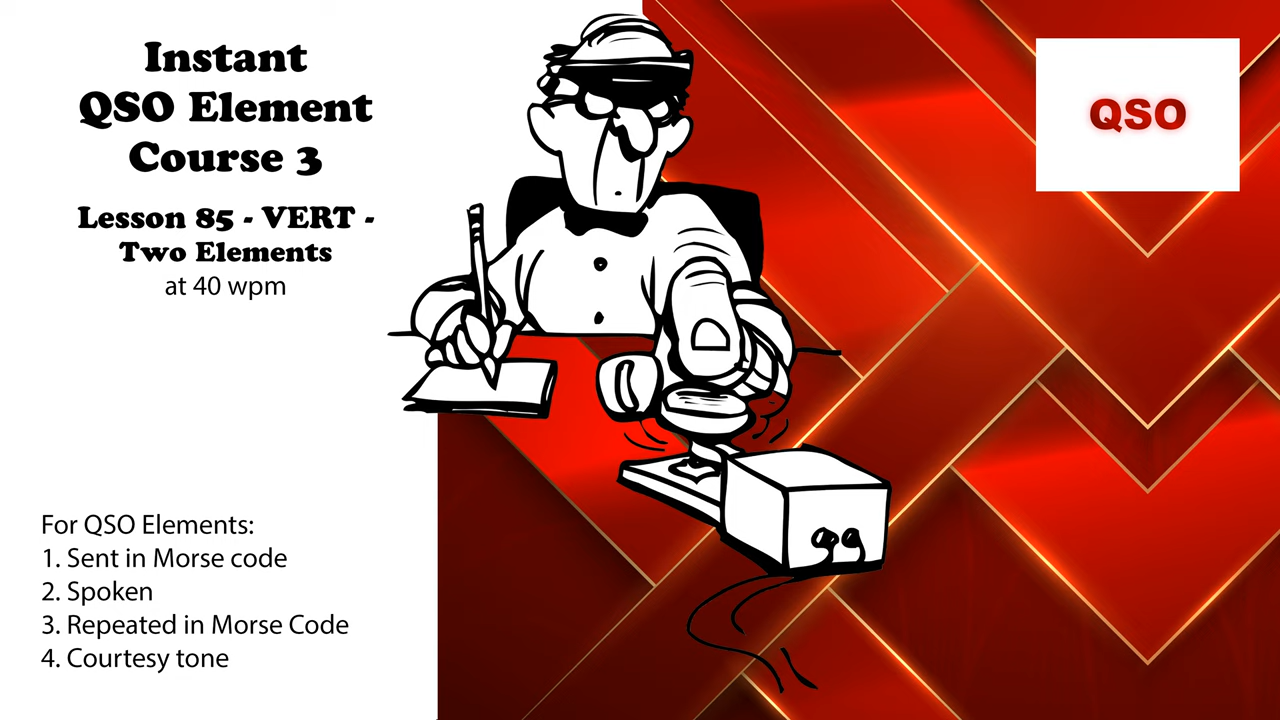 Instant
QSO Element
Course 3
Lesson 85 - VERT -
Two Elements
at 40 wpm
QSO
For QSO Elements:
1. Sent in Morse code
2. Spoken
3. Repeated in Morse Code
4. Courtesy tone